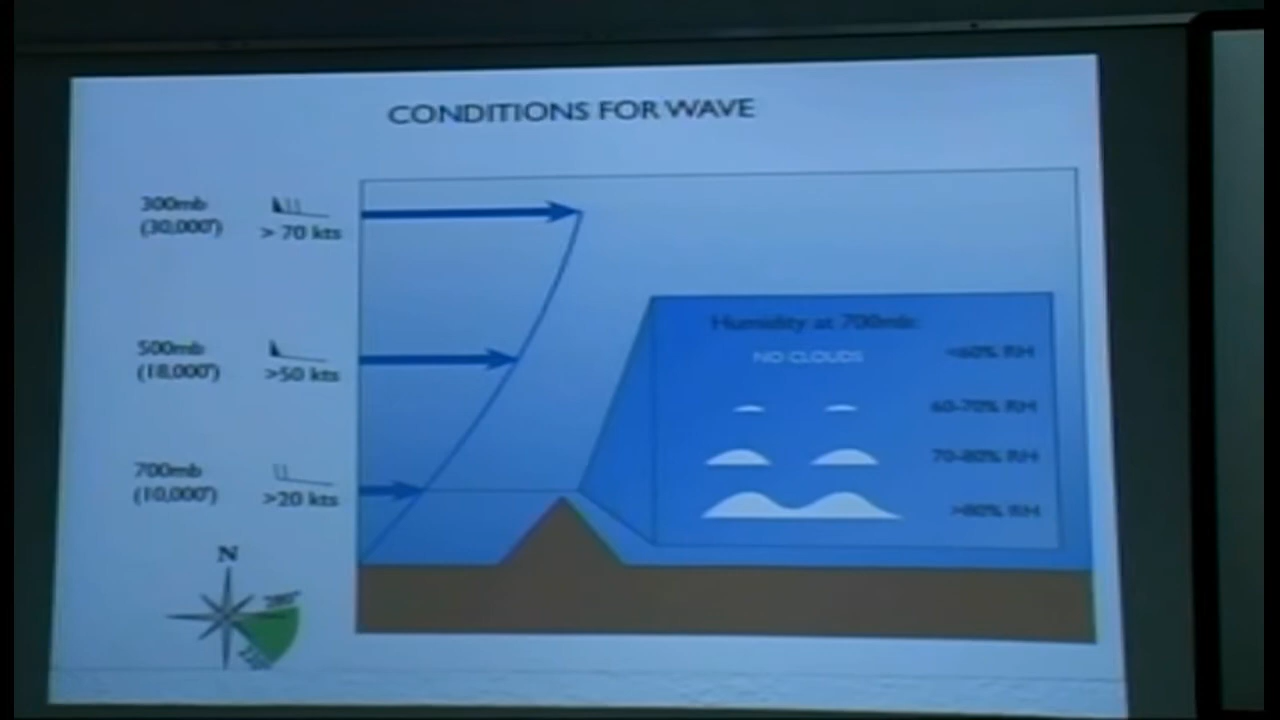 CONDITIONS FOR WAVE
300mb
(30,000')
> 70 kts
500mb
(18,000')
>50 kts
700mb
(10,000')
>20 kts
Humidity at 700mb:
NO CLOUDS
<60% RH
60-70% RH
70-80% RH
>80% RH
N